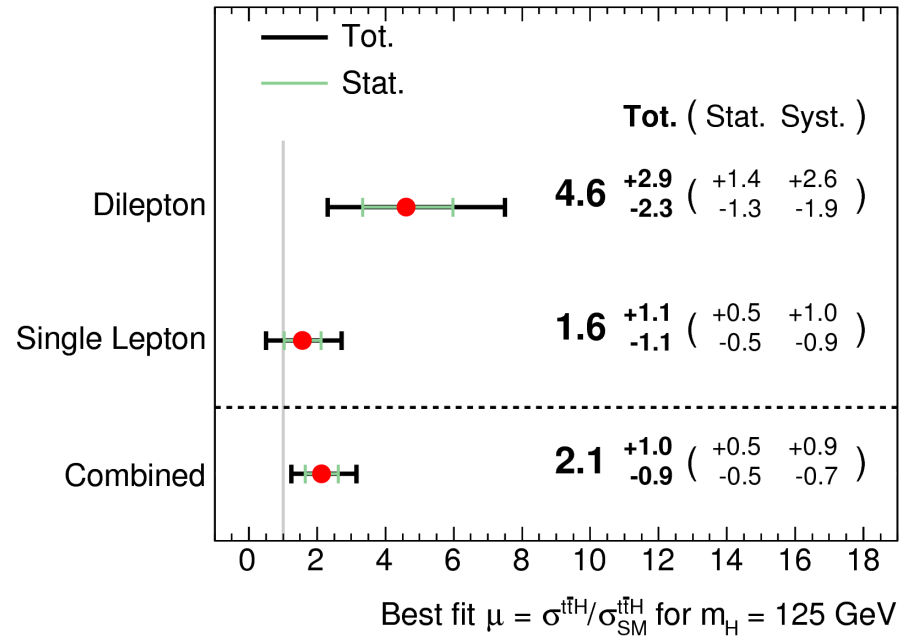 Tot.
Stat.
Tot. ( Stat. Syst. )
Dilepton 4.6 +2.9 -2.3 ( +1.4 -1.3 +2.6 -1.9 )
Single Lepton 1.6 +1.1 -1.1 ( +0.5 -0.5 +1.0 -0.9 )
Combined 2.1 +1.0 -0.9 ( +0.5 -0.5 +0.9 -0.7 )
0 2 4 6 8 10 12 14 16 18
Best fit μ = σ^{tt̄H}/σ_{SM}^{tt̄H} for m_H = 125 GeV